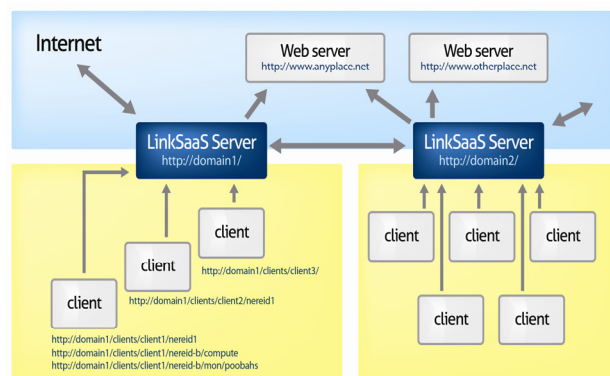 Internet
Web server
http://www.anyplace.net
Web server
http://www.otherplace.net
LinkSaaS Server
http://domain1/
LinkSaaS Server
http://domain2/
client
http://domain1/clients/client3/
client
http://domain1/clients/client2/nereid1
client
http://domain1/clients/client1/nereid1
http://domain1/clients/client1/nereid-b/compute
http://domain1/clients/client1/nereid-b/mon/poobahs
client
client
client
client
client